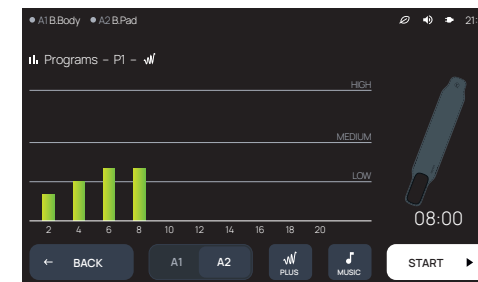 A1 B.Body A2 B.Pad 21:
Programs – P1 –
HIGH
MEDIUM
LOW
2 4 6 8 10 12 14 16 18 20
08:00
← BACK A1 A2 PLUS MUSIC START